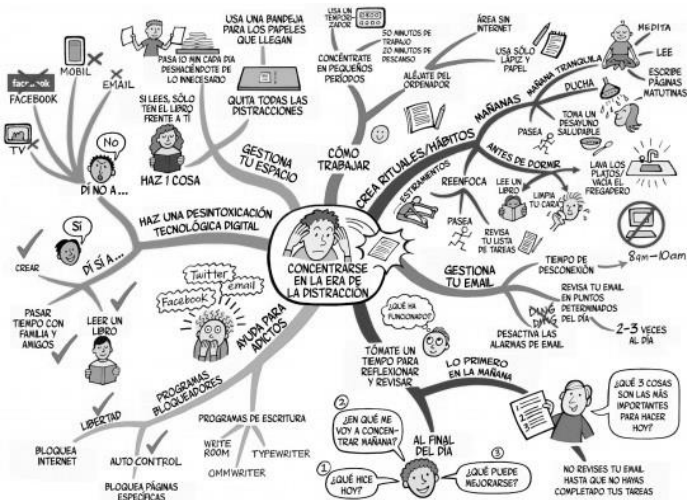 CONCENTRARSE
EN LA ERA DE
LA DISTRACCIÓN
CÓMO
TRABAJAR
CONCÉNTRATE
EN PEQUEÑOS
PERÍODOS
USA UN
TEMPORI-
ZADOR
50 MINUTOS DE
TRABAJO
20 MINUTOS DE
DESCANSO
ALÉJATE DEL
ORDENADOR
ÁREA SIN
INTERNET
USA SÓLO
LÁPIZ Y
PAPEL
CREA RITUALES/HÁBITOS
MAÑANAS
MAÑANA TRANQUILA
MEDITA
LEE
ESCRIBE
PÁGINAS
MATUTINAS
DUCHA
TOMA UN
DESAYUNO
SALUDABLE
PASEA
ANTES DE DORMIR
LAVA LOS
PLATOS/
VACÍA EL
FREGADERO
LEE UN
LIBRO
LIMPIA
TU CARA
REENFOCA
ESTIRAMIENTOS
PASEA
REVISA
TU LISTA
DE TAREAS
GESTIONA
TU EMAIL
TIEMPO DE
DESCONEXIÓN
8am-10am
REVISA TU EMAIL
EN PUNTOS
DETERMINADOS
DEL DÍA
2-3 VECES
AL DÍA
DESACTIVA LAS
ALARMAS DE EMAIL
DING
DING
TÓMATE UN
TIEMPO PARA
REFLEXIONAR
Y REVISAR
¿QUÉ HA
FUNCIONADO?
LO PRIMERO
EN LA MAÑANA
1
2
3
¿QUÉ 3 COSAS
SON LAS MÁS
IMPORTANTES
PARA HACER
HOY?
NO REVISES TU EMAIL
HASTA QUE NO HAYAS
COMPLETADO TUS TAREAS
AL FINAL
DEL DÍA
1
¿QUÉ HICE
HOY?
2
¿EN QUÉ ME
VOY A CONCEN-
TRAR MAÑANA?
3
¿QUÉ PUEDE
MEJORARSE?
AYUDA PARA
ADICTOS
Twitter
email
Facebook
PROGRAMAS DE ESCRITURA
WRITE
ROOM
OMMWRITER
TYPEWRITER
PROGRAMAS
BLOQUEADORES
LIBERTAD
BLOQUEA
INTERNET
AUTO CONTROL
BLOQUEA PÁGINAS
ESPECÍFICAS
HAZ UNA DESINTOXICACIÓN
TECNOLÓGICA DIGITAL
DÍ SÍ A...
Sí
CREAR
PASAR
TIEMPO CON
FAMILIA Y
AMIGOS
LEER UN
LIBRO
DÍ NO A...
No
TV
facebook
FACEBOOK
MOBIL
EMAIL
GESTIONA
TU ESPACIO
HAZ 1 COSA
SI LEES, SÓLO
TEN EL LIBRO
FRENTE A TÍ
PASA 10 MIN CADA DIA
DESHACIÉNDOTE DE
LO INNECESARIO
USA UNA BANDEJA
PARA LOS PAPELES
QUE LLEGAN
QUITA TODAS LAS
DISTRACCIONES